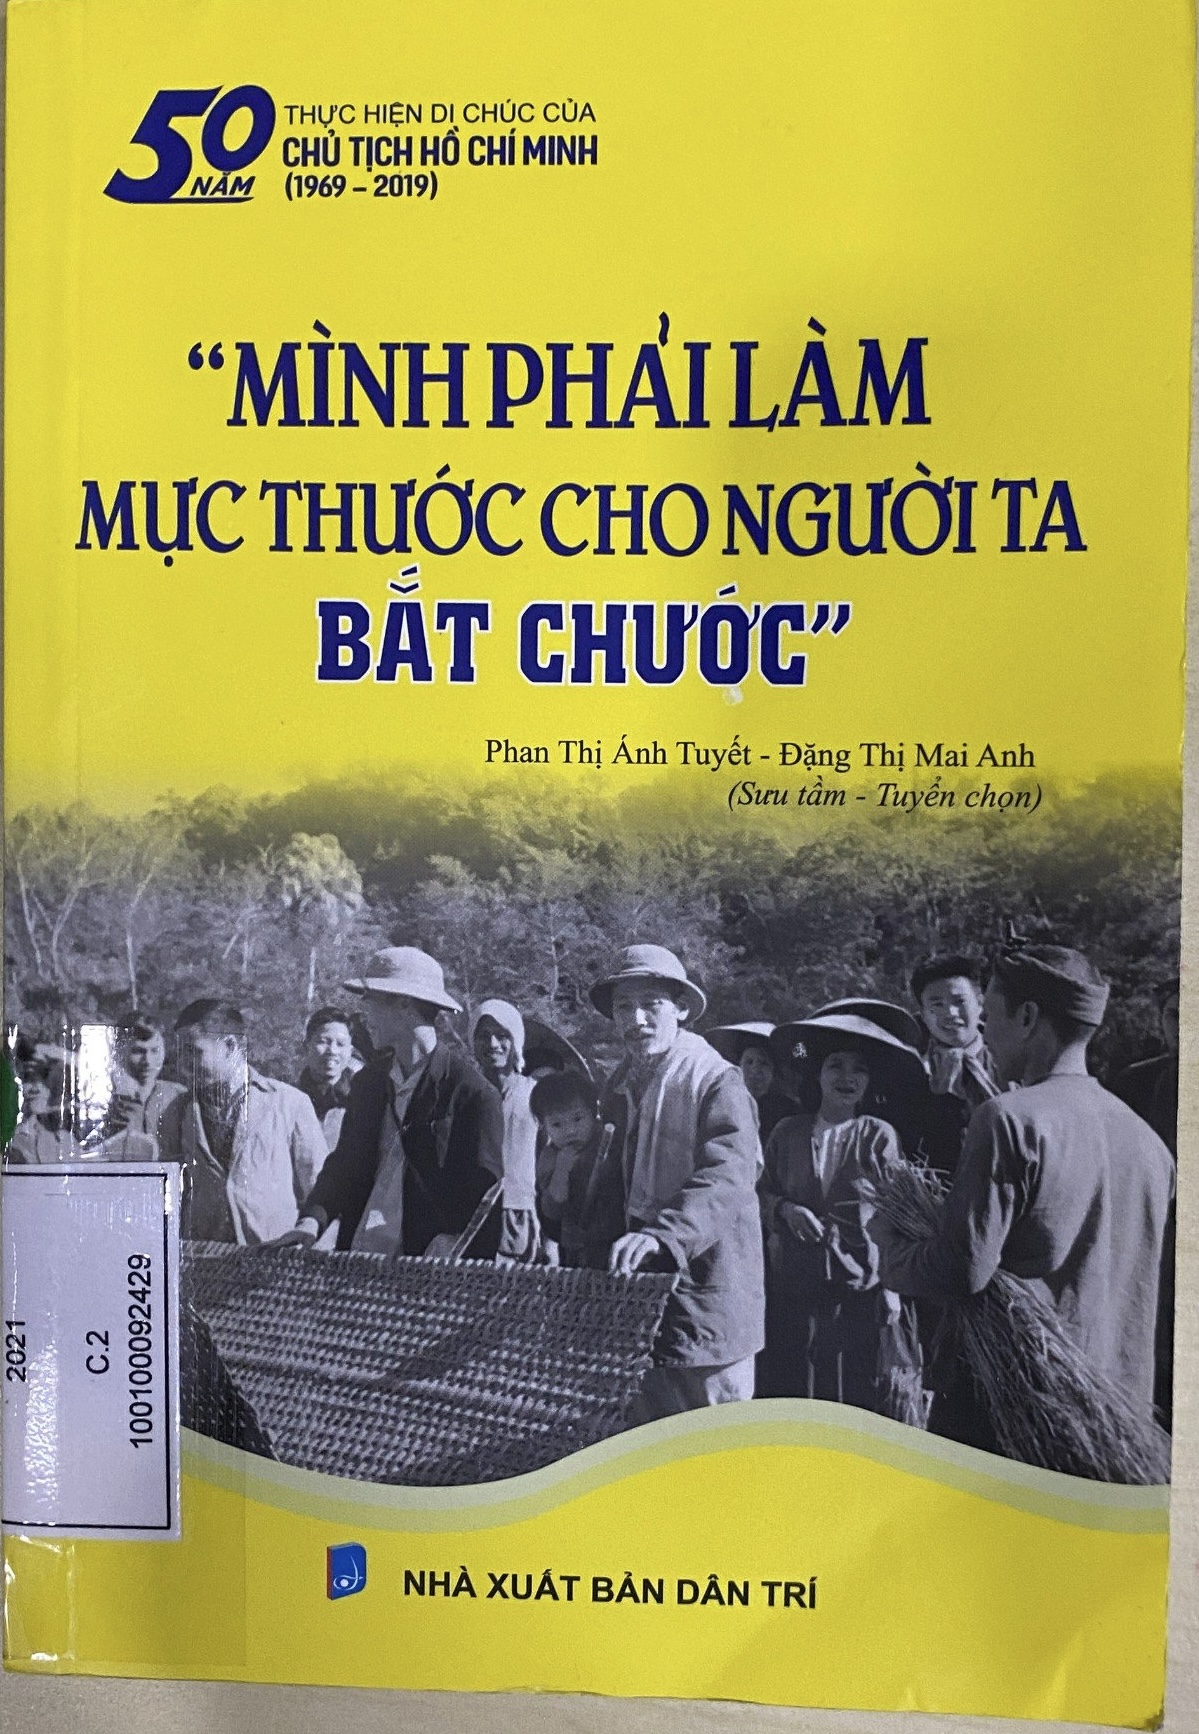 50 NĂM
THỰC HIỆN DI CHÚC CỦA
CHỦ TỊCH HỒ CHÍ MINH
(1969 – 2019)
“MÌNH PHẢI LÀM
MỰC THƯỚC CHO NGƯỜI TA
BẮT CHƯỚC”
Phan Thị Ánh Tuyết - Đặng Thị Mai Anh
(Sưu tầm - Tuyển chọn)
2021
C.2
100100092429
NHÀ XUẤT BẢN DÂN TRÍ